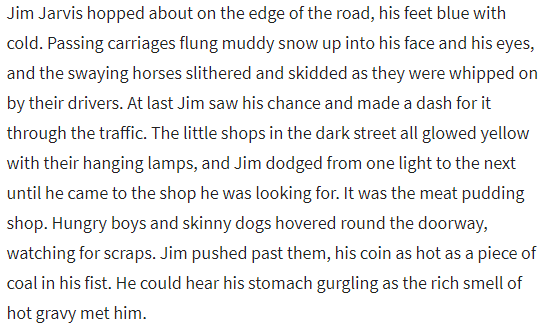 Jim Jarvis hopped about on the edge of the road, his feet blue with
cold. Passing carriages flung muddy snow up into his face and his eyes,
and the swaying horses slithered and skidded as they were whipped on
by their drivers. At last Jim saw his chance and made a dash for it
through the traffic. The little shops in the dark street all glowed yellow
with their hanging lamps, and Jim dodged from one light to the next
until he came to the shop he was looking for. It was the meat pudding
shop. Hungry boys and skinny dogs hovered round the doorway,
watching for scraps. Jim pushed past them, his coin as hot as a piece of
coal in his fist. He could hear his stomach gurgling as the rich smell of
hot gravy met him.